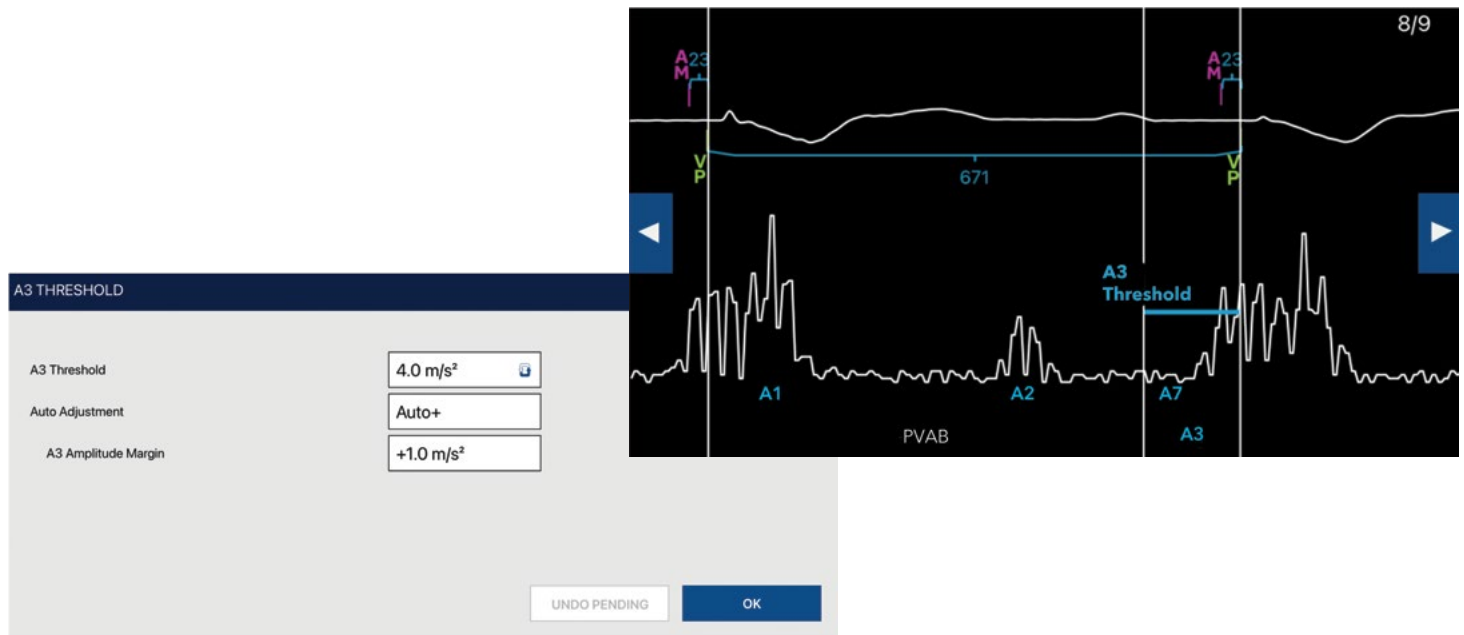 8/9
A 23
M
A 23
M
V
P
671
V
P
A3
Threshold
A1
A2
A7
PVAB
A3
A3 THRESHOLD
A3 Threshold
4.0 m/s²
Auto Adjustment
Auto+
A3 Amplitude Margin
+1.0 m/s²
UNDO PENDING
OK